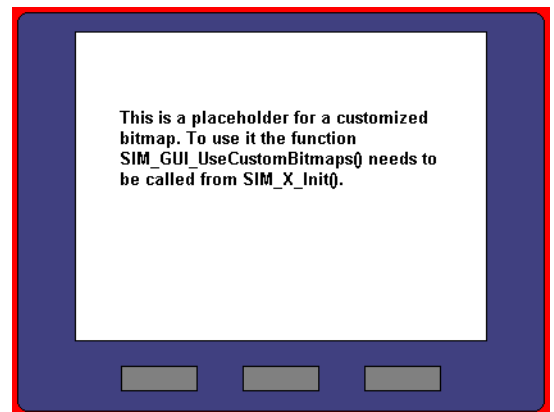 This is a placeholder for a customized
bitmap. To use it the function
SIM_GUI_UseCustomBitmaps() needs to
be called from SIM_X_Init().